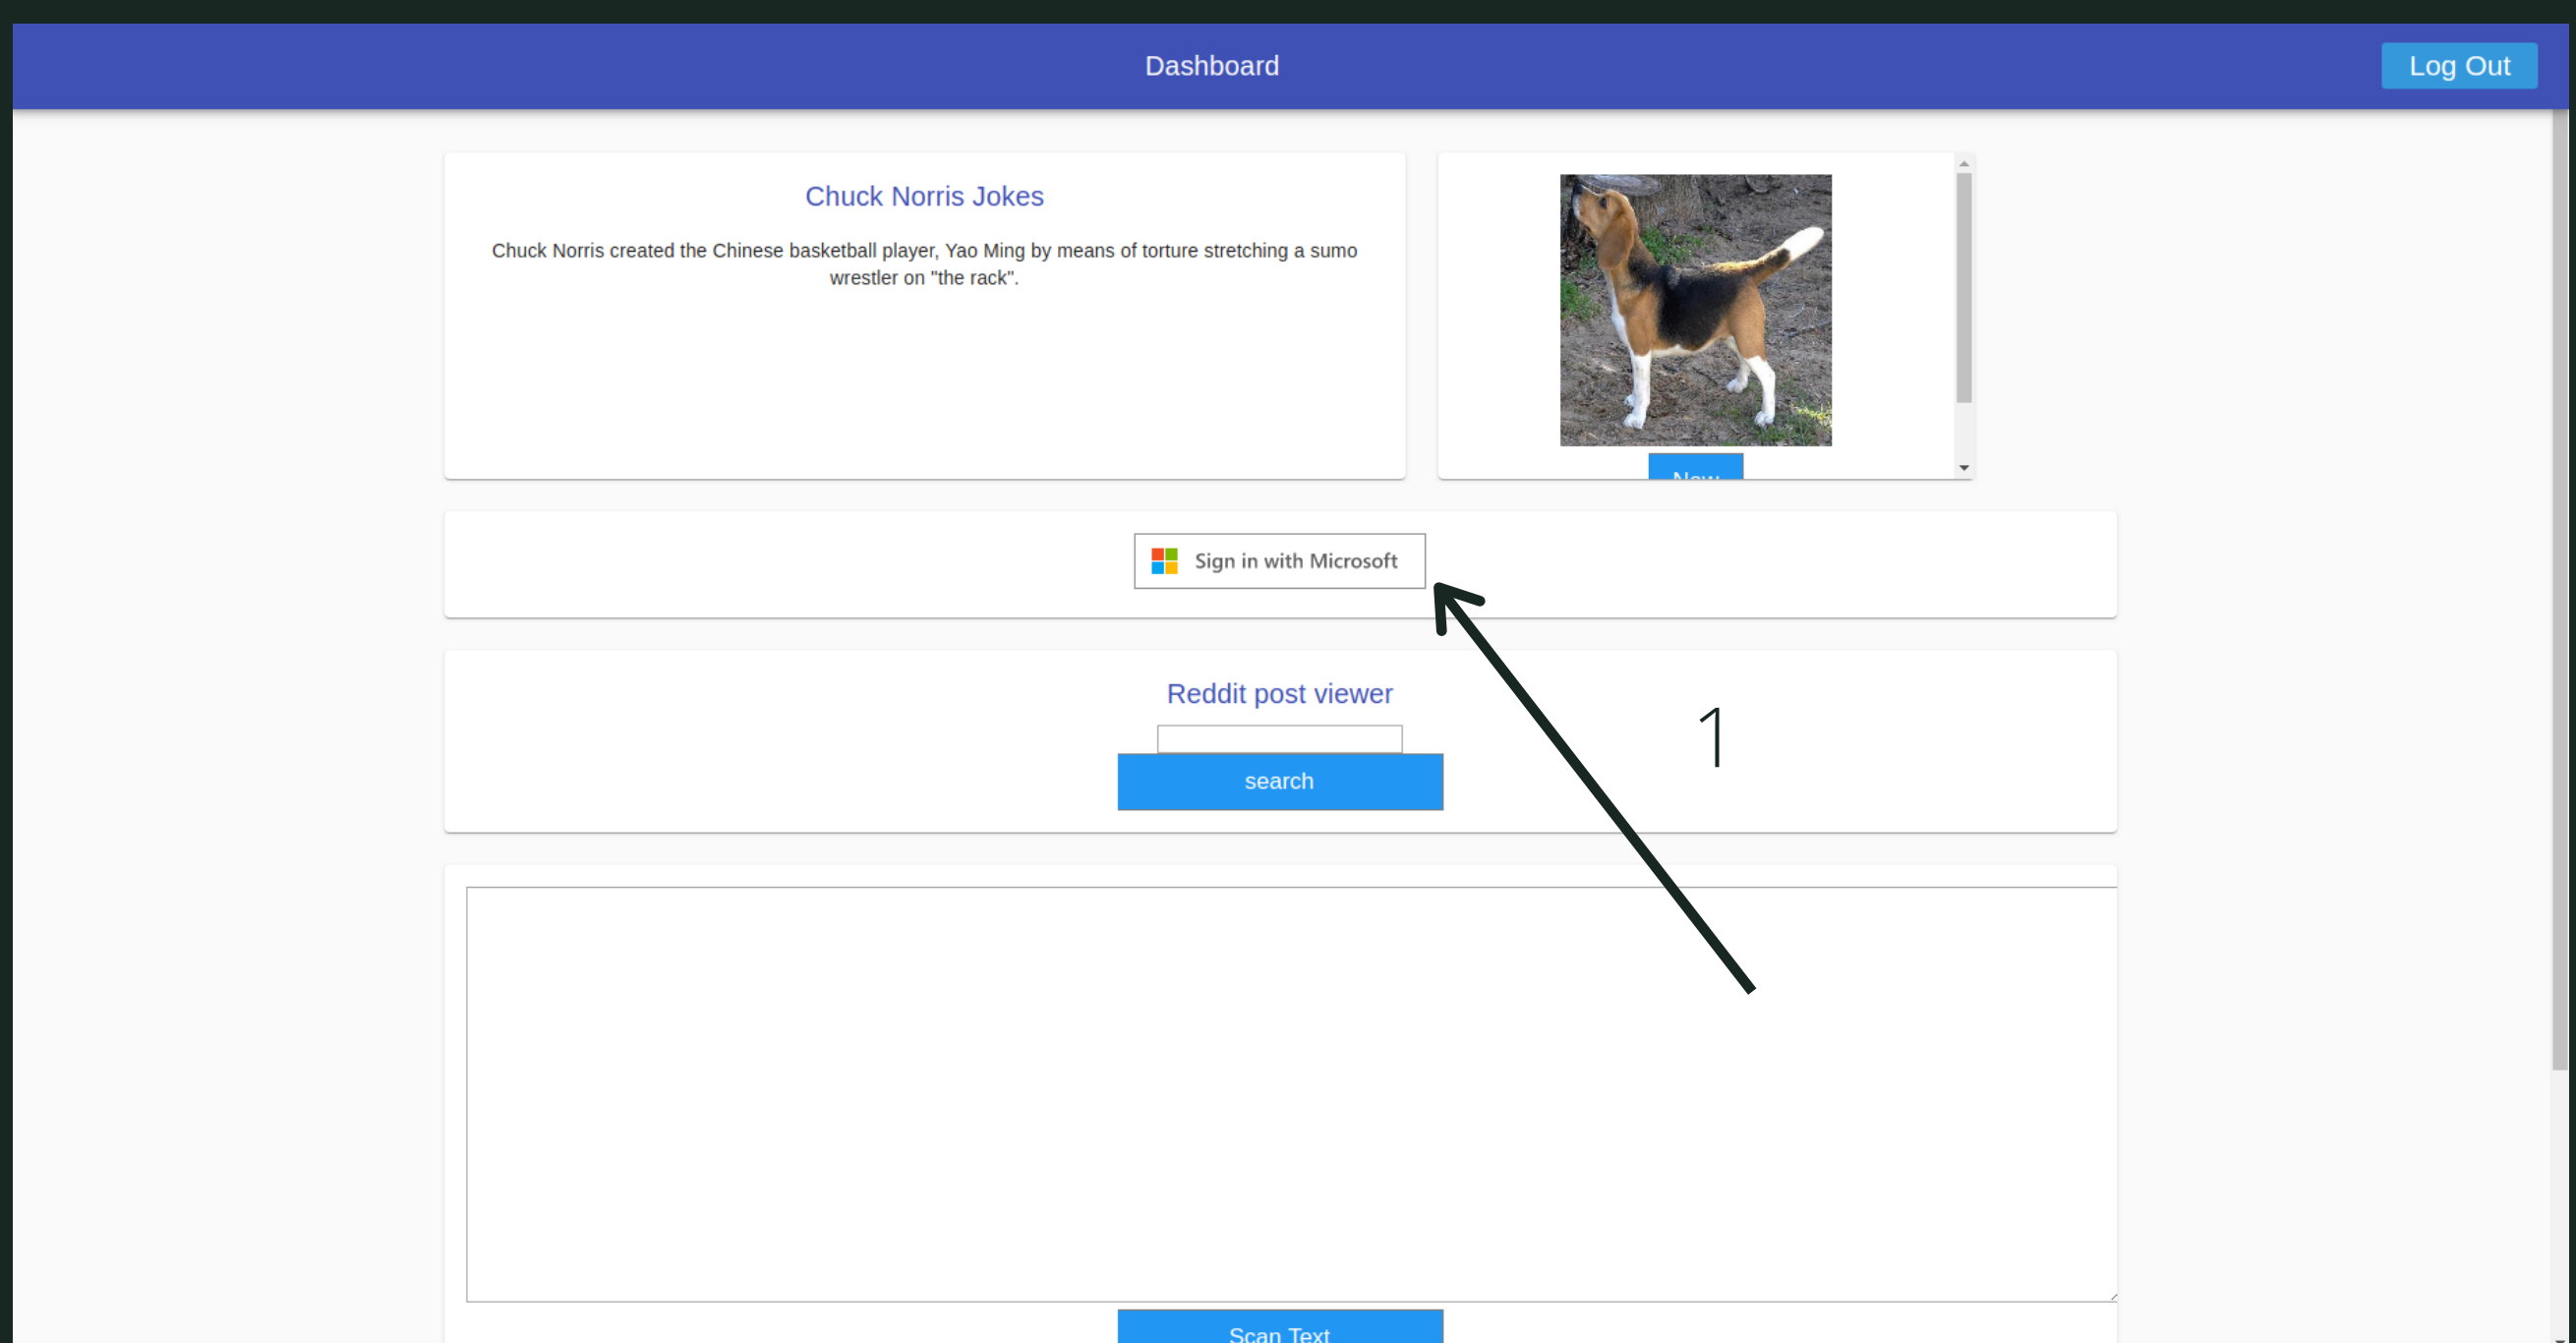 Dashboard
Log Out
Chuck Norris Jokes
Chuck Norris created the Chinese basketball player, Yao Ming by means of torture stretching a sumo
wrestler on "the rack".
New
Sign in with Microsoft
Reddit post viewer
1
search
Scan Text